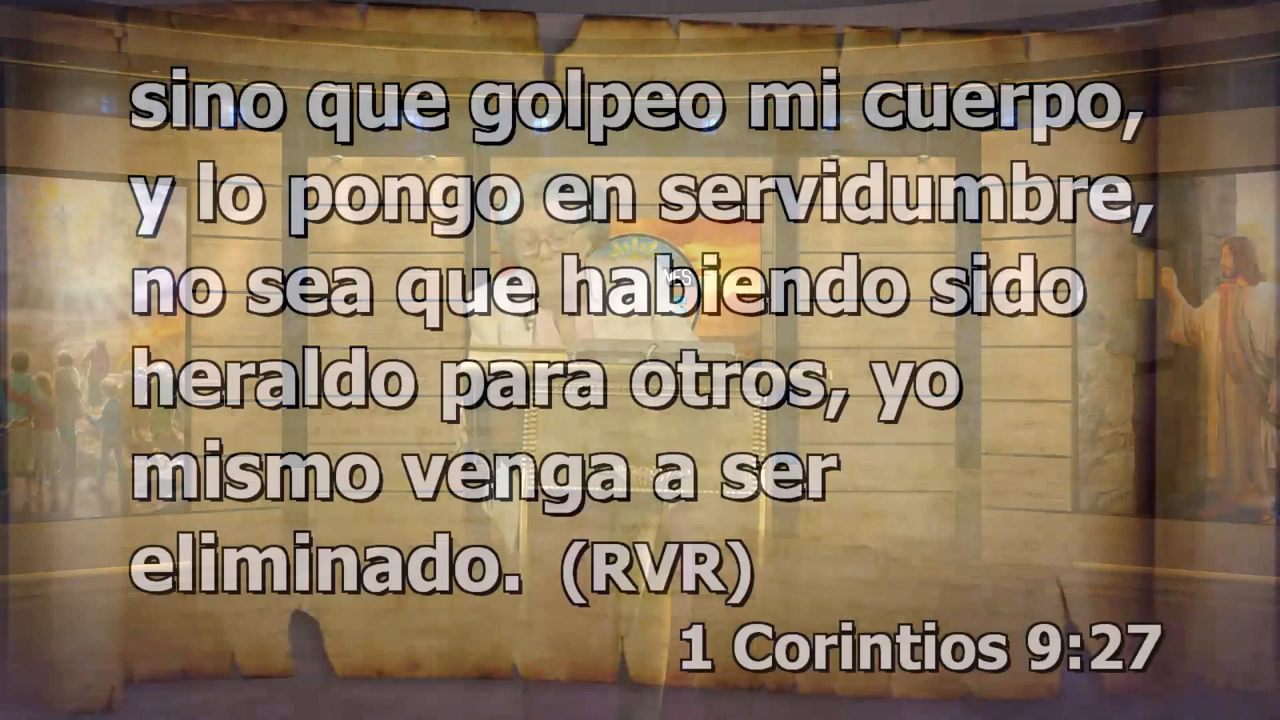 sino que golpeo mi cuerpo,
y lo pongo en servidumbre,
no sea que habiendo sido
heraldo para otros, yo
mismo venga a ser
eliminado. (RVR)
1 Corintios 9:27